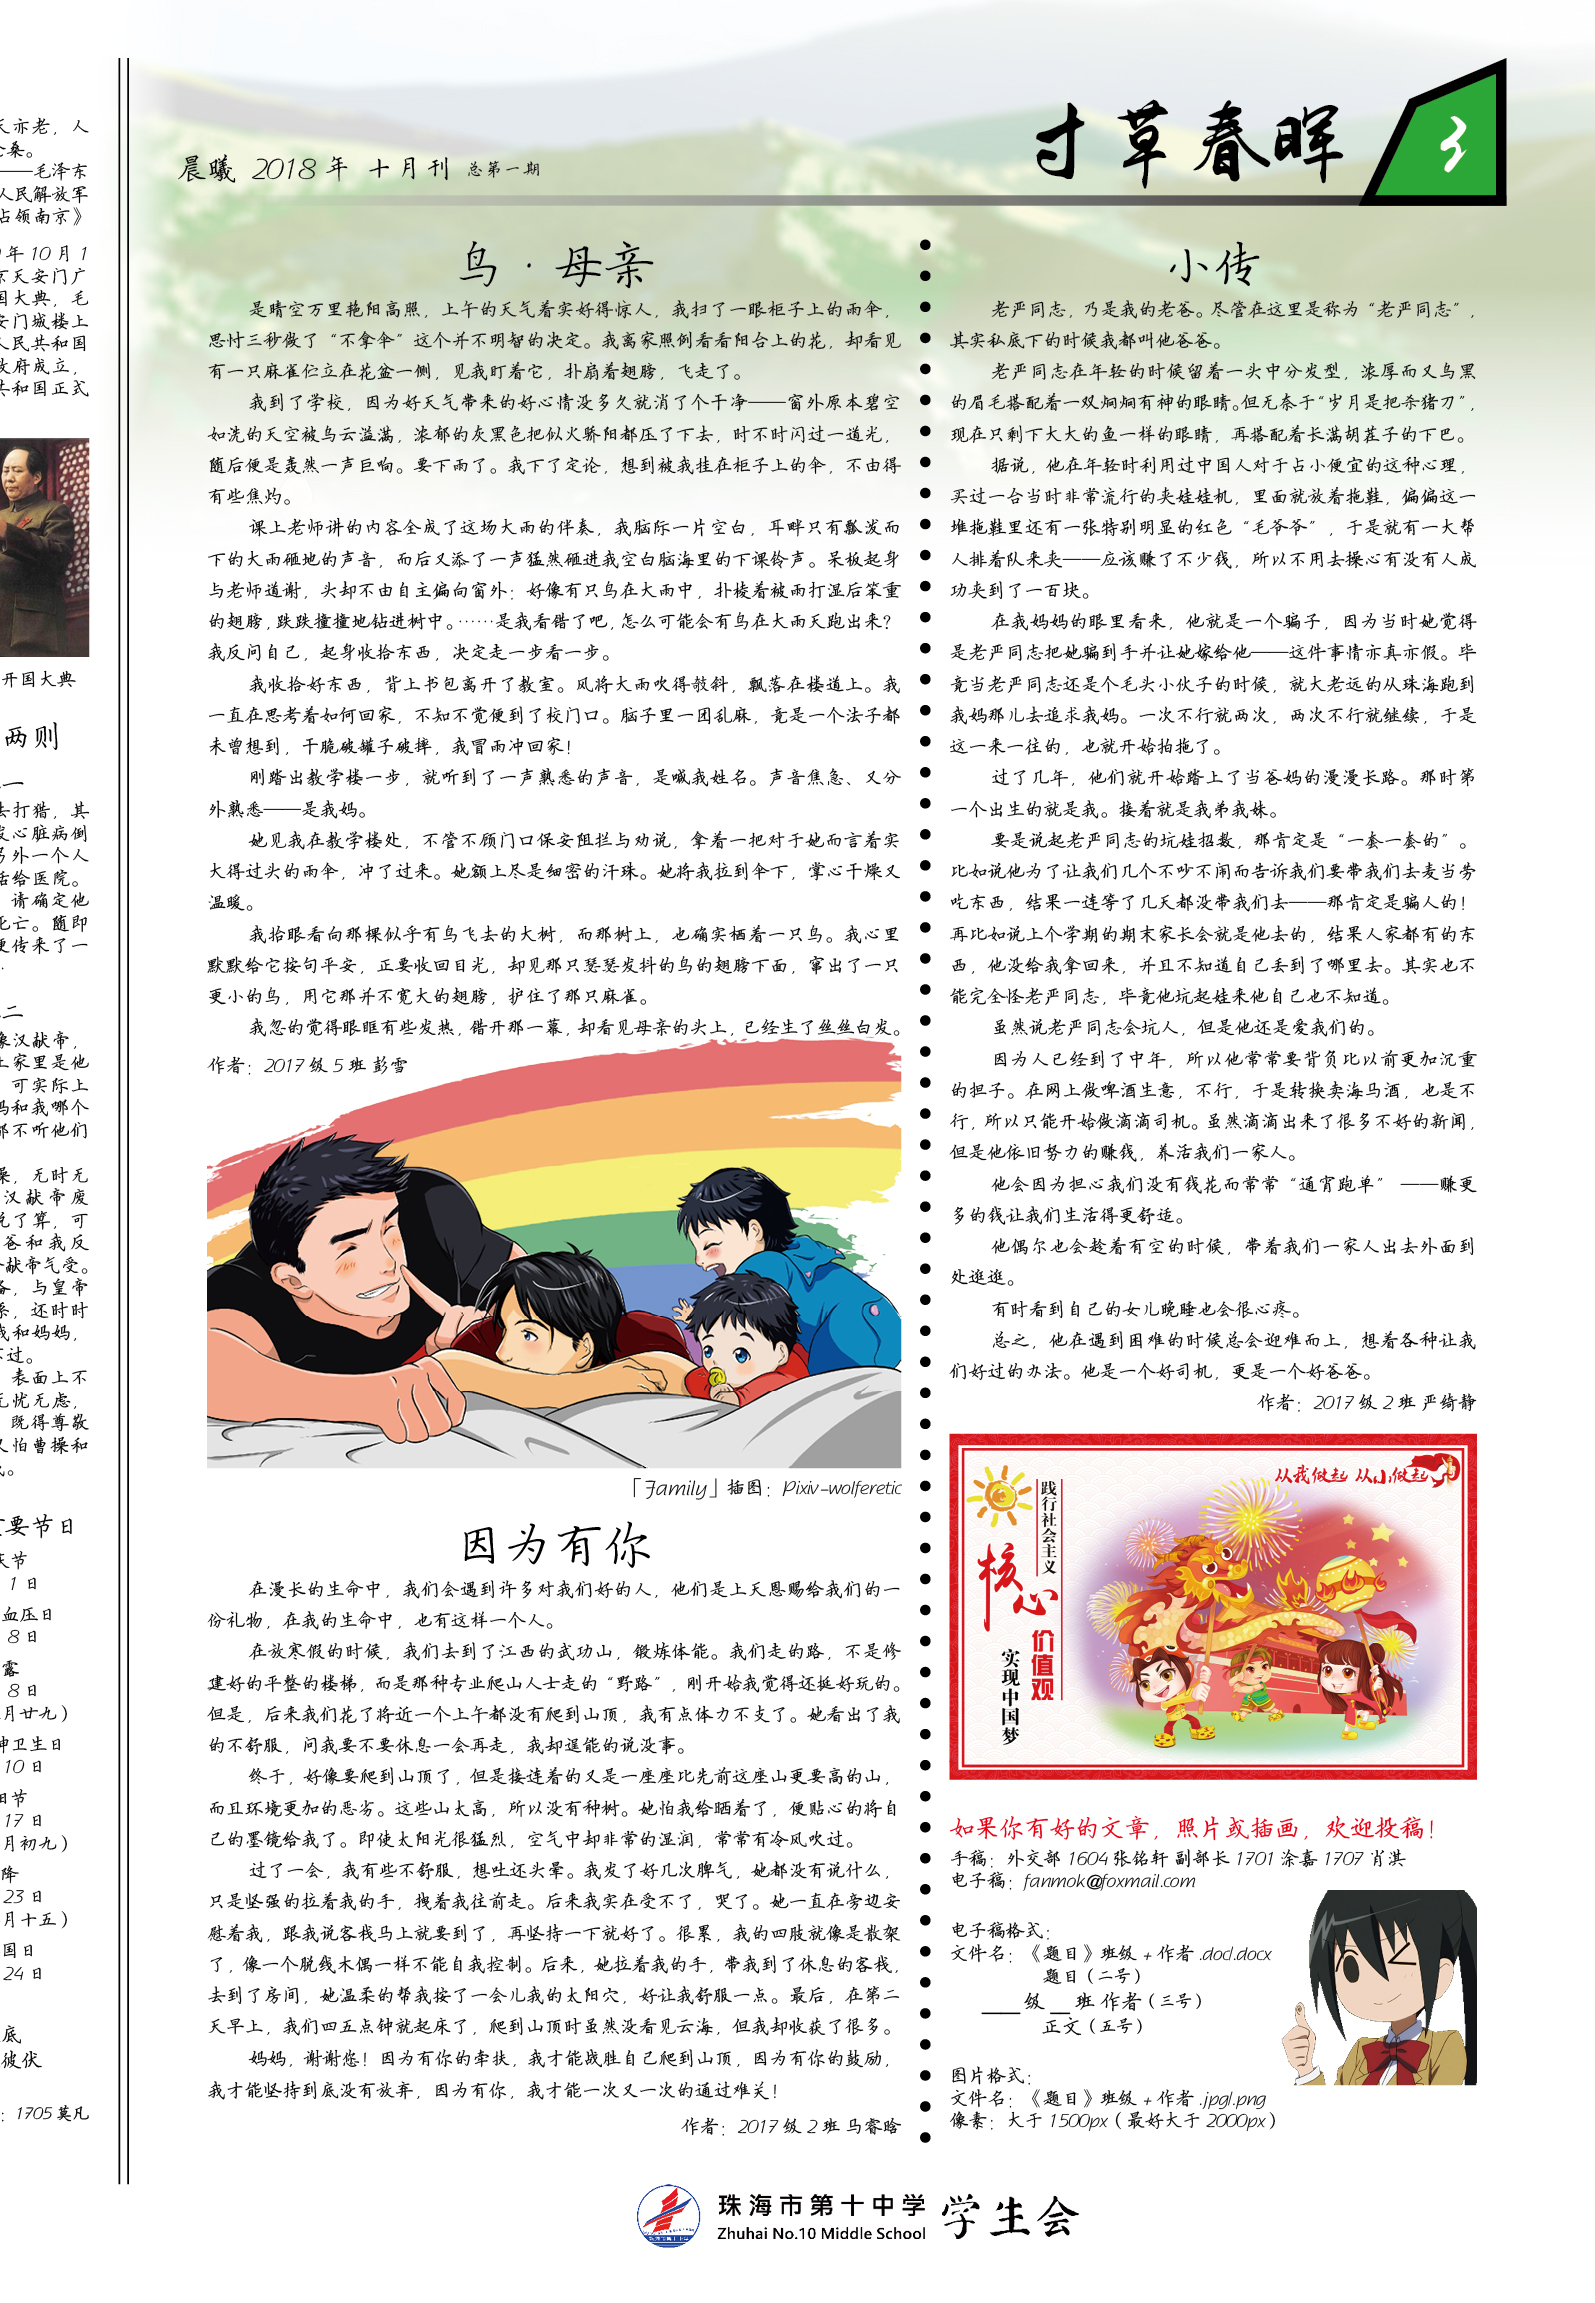 天亦老，人
沧桑。
——毛泽东
人民解放军
占领南京》
年 10 月 1
京天安门广
国大典，毛
安门城楼上
人民共和国
政府成立，
共和国正式
开国大典
两则
一
去打猎，其
发心脏病倒
另外一个人
话给医院。
请确定他
死亡。随即
便传来了一
二
像汉献帝，
上家里是他
可实际上
妈和我哪个
都不听他们
操，无时无
汉献帝废
说了算，可
爸和我反
献帝气受。
备，与皇帝
系，还时时
我和妈妈，
过。
表面上不
无忧无虑，
既得尊敬
又怕曹操和
要节日
庆节
1 日
血压日
8 日
露
8 日
月廿九）
神卫生日
10 日
阳节
17 日
月初九）
降
23 日
月十五）
国日
24 日
底
彼伏
：1705 莫凡
晨曦 2018 年 十月刊 总第一期
寸草春晖 3
鸟 · 母亲
是晴空万里艳阳高照，上午的天气着实好得惊人，我扫了一眼柜子上的雨伞，
思忖三秒做了“不拿伞”这个并不明智的决定。我离家照例看看阳台上的花，却看见
有一只麻雀伫立在花盆一侧，见我盯着它，扑扇着翅膀，飞走了。
我到了学校，因为好天气带来的好心情没多久就消了个干净——窗外原本碧空
如洗的天空被乌云溢满，浓郁的灰黑色把似火骄阳都压了下去，时不时闪过一道光，
随后便是轰然一声巨响。要下雨了。我下了定论，想到被我挂在柜子上的伞，不由得
有些焦灼。
课上老师讲的内容全成了这场大雨的伴奏，我脑际一片空白，耳畔只有瓢泼而
下的大雨砸地的声音，而后又添了一声猛然砸进我空白脑海里的下课铃声。呆板起身
与老师道谢，头却不由自主偏向窗外：好像有只鸟在大雨中，扑棱着被雨打湿后笨重
的翅膀，跌跌撞撞地钻进树中。……是我看错了吧，怎么可能会有鸟在大雨天跑出来？
我反问自己，起身收拾东西，决定走一步看一步。
我收拾好东西，背上书包离开了教室。风将大雨吹得敧斜，飘落在楼道上。我
一直在思考着如何回家，不知不觉便到了校门口。脑子里一团乱麻，竟是一个法子都
未曾想到，干脆破罐子破摔，我冒雨冲回家！
刚踏出教学楼一步，就听到了一声熟悉的声音，是喊我姓名。声音焦急、又分
外熟悉——是我妈。
她见我在教学楼处，不管不顾门口保安阻拦与劝说，拿着一把对于她而言着实
大得过头的雨伞，冲了过来。她额上尽是细密的汗珠。她将我拉到伞下，掌心干燥又
温暖。
我抬眼看向那棵似乎有鸟飞去的大树，而那树上，也确实栖着一只鸟。我心里
默默给它接句平安，正要收回目光，却见那只瑟瑟发抖的鸟的翅膀下面，窜出了一只
更小的鸟，用它那并不宽大的翅膀，护住了那只麻雀。
我忽的觉得眼眶有些发热，错开那一幕，却看见母亲的头上，已经生了丝丝白发。
作者：2017 级 5 班 彭雪
「Family」插图：Pixiv-wolferetic
因为有你
在漫长的生命中，我们会遇到许多对我们好的人，他们是上天恩赐给我们的一
份礼物，在我的生命中，也有这样一个人。
在放寒假的时候，我们去到了江西的武功山，锻炼体能。我们走的路，不是修
建好的平整的楼梯，而是那种专业爬山人士走的“野路”，刚开始我觉得还挺好玩的。
但是，后来我们花了将近一个上午都没有爬到山顶，我有点体力不支了。她看出了我
的不舒服，问我要不要休息一会再走，我却逞能的说没事。
终于，好像要爬到山顶了，但是接连着的又是一座座比先前这座山更要高的山，
而且环境更加的恶劣。这些山太高，所以没有种树。她怕我给晒着了，便贴心的将自
己的墨镜给我了。即使太阳光很猛烈，空气中却非常的湿润，常常有冷风吹过。
过了一会，我有些不舒服，想吐还头晕。我发了好几次脾气，她都没有说什么，
只是坚强的拉着我的手，拽着我往前走。后来我实在受不了，哭了。她一直在旁边安
慰着我，跟我说客栈马上就要到了，再坚持一下就好了。很累，我的四肢就像是散架
了，像一个脱线木偶一样不能自我控制。后来，她拉着我的手，带我到了休息的客栈，
去到了房间，她温柔的帮我按了一会儿我的太阳穴，好让我舒服一点。最后，在第二
天早上，我们四五点钟就起床了，爬到山顶时虽然没看见云海，但我却收获了很多。
妈妈，谢谢您！因为有你的牵扶，我才能战胜自己爬到山顶，因为有你的鼓励，
我才能坚持到底没有放弃，因为有你，我才能一次又一次的通过难关！
作者：2017 级 2 班 马睿晗
小传
老严同志，乃是我的老爸。尽管在这里是称为“老严同志”，
其实私底下的时候我都叫他爸爸。
老严同志在年轻的时候留着一头中分发型，浓厚而又乌黑
的眉毛搭配着一双炯炯有神的眼睛。但无奈于“岁月是把杀猪刀”，
现在只剩下大大的鱼一样的眼睛，再搭配着长满胡茬子的下巴。
据说，他在年轻时利用过中国人对于占小便宜的这种心理，
买过一台当时非常流行的夹娃娃机，里面就放着拖鞋，偏偏这一
堆拖鞋里还有一张特别明显的红色“毛爷爷”，于是就有一大帮
人排着队来夹——应该赚了不少钱，所以不用去操心有没有人成
功夹到了一百块。
在我妈妈的眼里看来，他就是一个骗子，因为当时她觉得
是老严同志把她骗到手并让她嫁给他——这件事情亦真亦假。毕
竟当老严同志还是个毛头小伙子的时候，就大老远的从珠海跑到
我妈那儿去追求我妈。一次不行就两次，两次不行就继续，于是
这一来一往的，也就开始拍拖了。
过了几年，他们就开始踏上了当爸妈的漫漫长路。那时第
一个出生的就是我。接着就是我弟我妹。
要是说起老严同志的坑娃招数，那肯定是“一套一套的”。
比如说他为了让我们几个不吵不闹而告诉我们要带我们去麦当劳
吃东西，结果一连等了几天都没带我们去——那肯定是骗人的！
再比如说上个学期的期末家长会就是他去的，结果人家都有的东
西，他没给我拿回来，并且不知道自己丢到了哪里去。其实也不
能完全怪老严同志，毕竟他坑起娃来他自己也不知道。
虽然说老严同志会坑人，但是他还是爱我们的。
因为人已经到了中年，所以他常常要背负比以前更加沉重
的担子。在网上做啤酒生意，不行，于是转换卖海马酒，也是不
行，所以只能开始做滴滴司机。虽然滴滴出来了很多不好的新闻，
但是他依旧努力的赚钱，养活我们一家人。
他会因为担心我们没有钱花而常常“通宵跑单” ——赚更
多的钱让我们生活得更舒适。
他偶尔也会趁着有空的时候，带着我们一家人出去外面到
处逛逛。
有时看到自己的女儿晚睡也会很心疼。
总之，他在遇到困难的时候总会迎难而上，想着各种让我
们好过的办法。他是一个好司机，更是一个好爸爸。
作者：2017 级 2 班 严绮静
从我做起 从小做起
践行社会主义
核心
价值观
实现中国梦
如果你有好的文章，照片或插画，欢迎投稿！
手稿：外交部 1604 张铭轩 副部长 1701 涂嘉 1707 肖淇
电子稿：fanmok@foxmail.com
电子稿格式：
文件名：《题目》班级 + 作者 .doc/.docx
题目（二号）
___ 级 __ 班 作者（三号）
正文（五号）
图片格式：
文件名：《题目》班级 + 作者 .jpg/.png
像素：大于 1500px（最好大于 2000px）
珠海市第十中学 学生会
Zhuhai No.10 Middle School